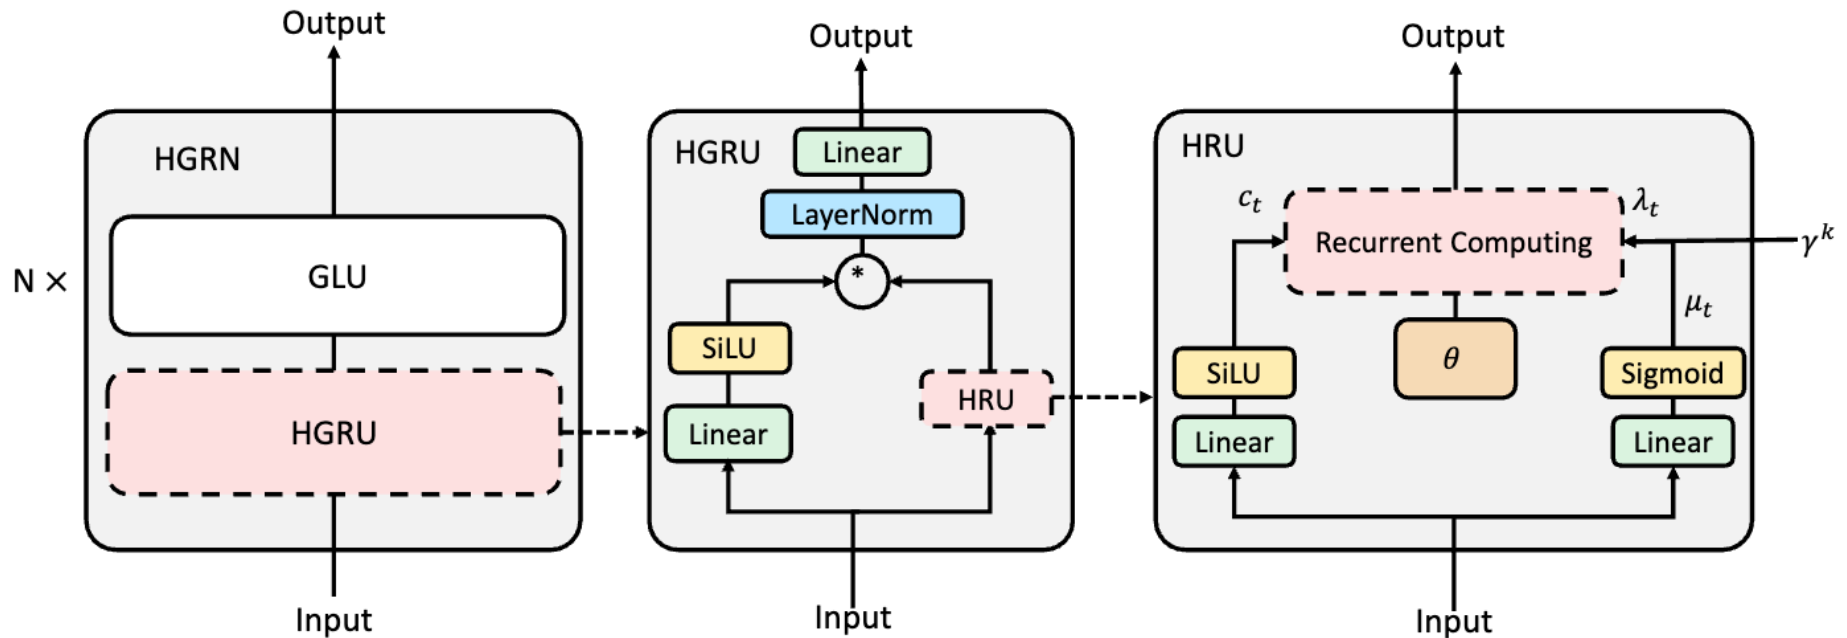 Output
HGRN
N ×
GLU
HGRU
Input
Output
HGRU
Linear
LayerNorm
*
SiLU
HRU
Linear
Input
Output
HRU
c_t
λ_t
Recurrent Computing
γ^k
μ_t
SiLU
θ
Sigmoid
Linear
Linear
Input